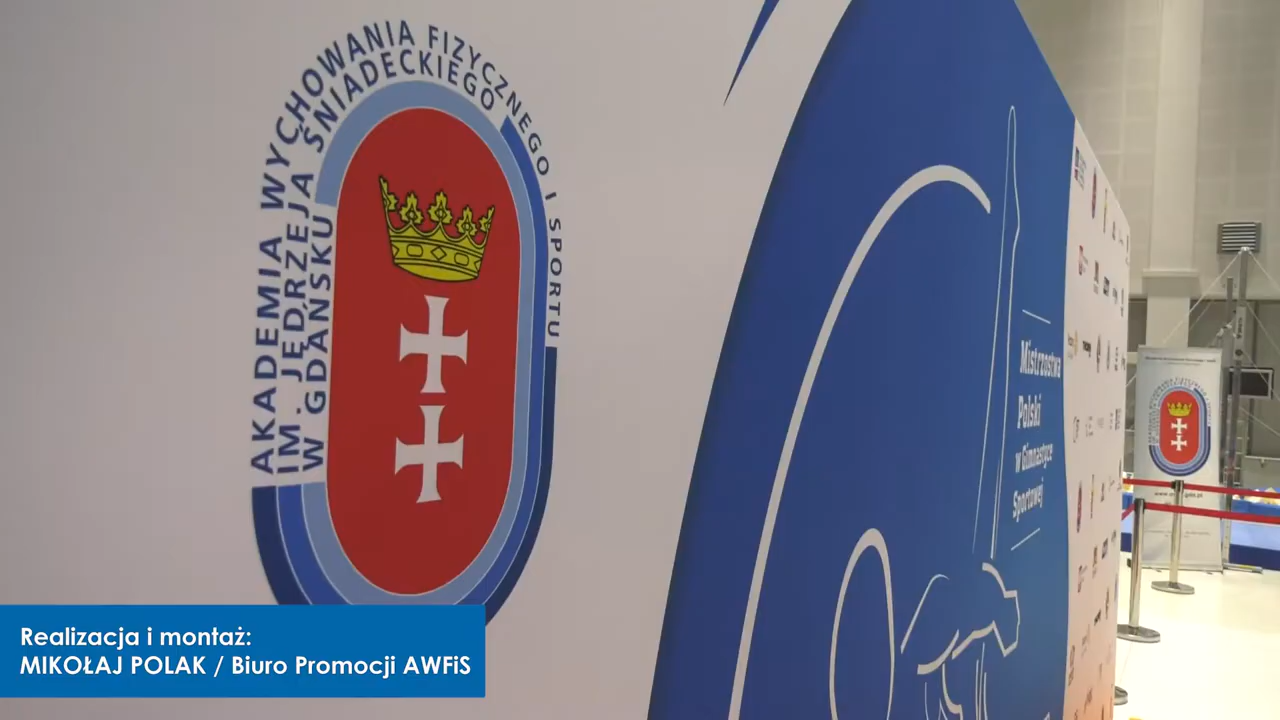 AKADEMIA WYCHOWANIA FIZYCZNEGO I SPORTU
IM. JĘDRZEJA ŚNIADECKIEGO
W GDAŃSKU
Mistrzostwa
Polski
w Gimnastyce
Sportowej
Realizacja i montaż:
MIKOŁAJ POLAK / Biuro Promocji AWFiS